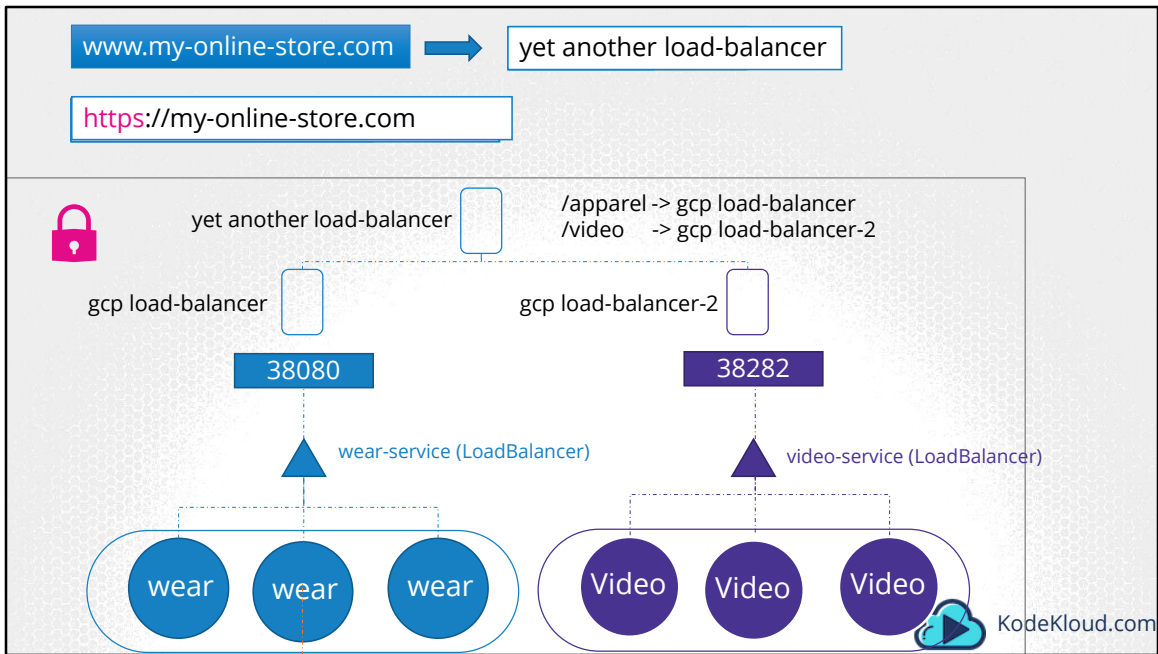 www.my-online-store.com
yet another load-balancer
https://my-online-store.com
yet another load-balancer
/apparel -> gcp load-balancer
/video -> gcp load-balancer-2
gcp load-balancer
gcp load-balancer-2
38080
38282
wear-service (LoadBalancer)
video-service (LoadBalancer)
wear
wear
wear
Video
Video
Video
KodeKloud.com